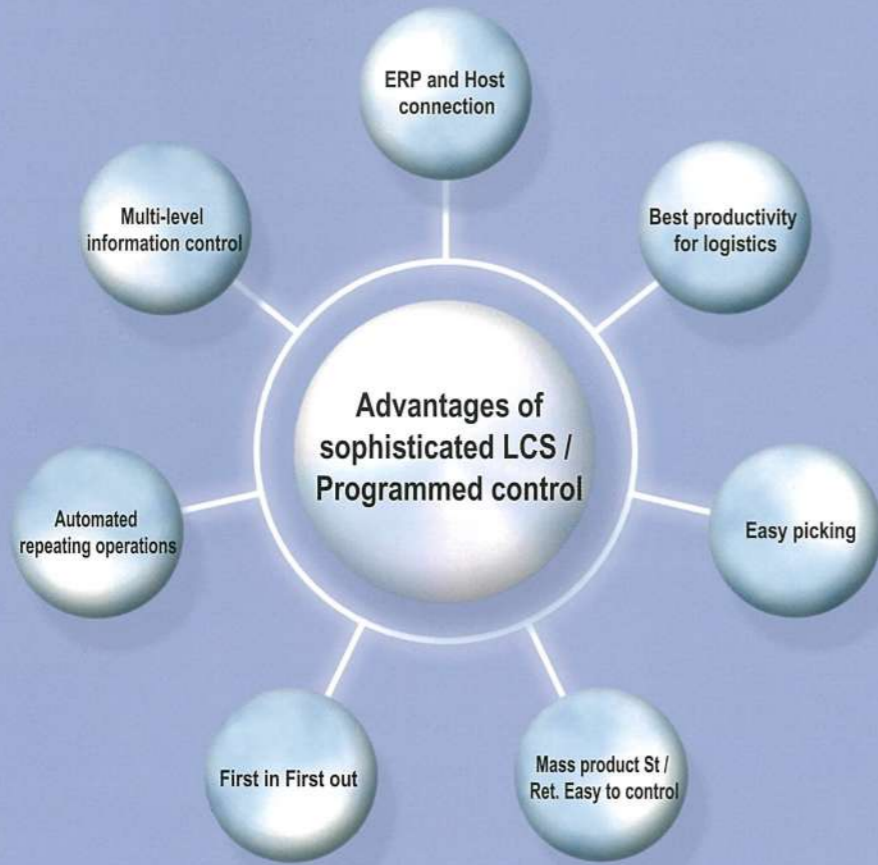 ERP and Host
connection
Multi-level
information control
Best productivity
for logistics
Advantages of
sophisticated LCS /
Programmed control
Automated
repeating operations
Easy picking
First in First out
Mass product St /
Ret. Easy to control